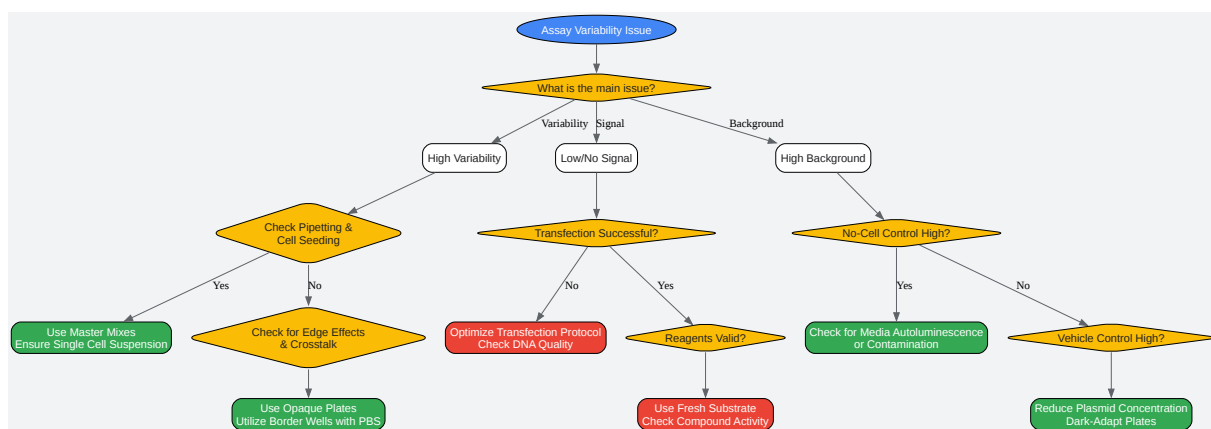 Assay Variability Issue
What is the main issue?
Variability
Signal
Background
High Variability
Low/No Signal
High Background
Check Pipetting &
Cell Seeding
Transfection Successful?
No-Cell Control High?
Yes
No
No
Yes
Yes
No
Use Master Mixes
Ensure Single Cell Suspension
Check for Edge Effects
& Crosstalk
Optimize Transfection Protocol
Check DNA Quality
Reagents Valid?
Check for Media Autoluminescence
or Contamination
Vehicle Control High?
Use Opaque Plates
Utilize Border Wells with PBS
Use Fresh Substrate
Check Compound Activity
Reduce Plasmid Concentration
Dark-Adapt Plates